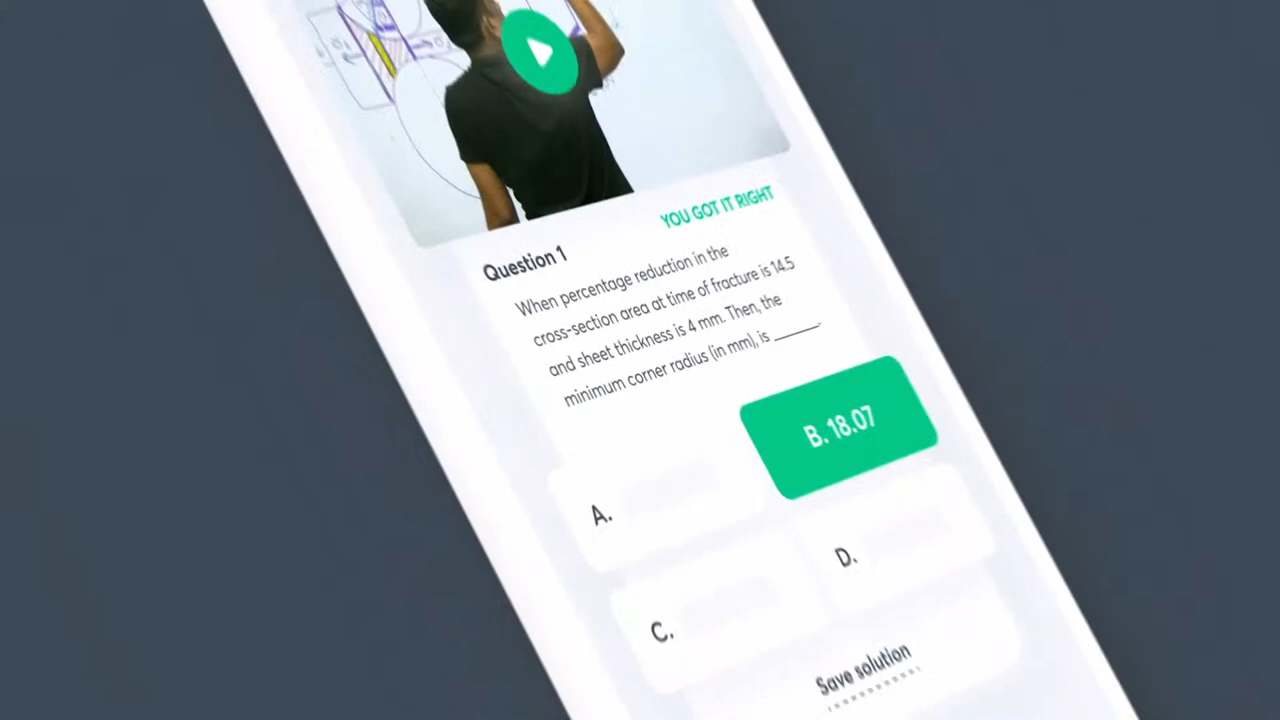 YOU GOT IT RIGHT
Question 1
When percentage reduction in the
cross-section area at time of fracture is 14.5
and sheet thickness is 4 mm. Then, the
minimum corner radius (in mm), is ______.
B. 18.07
A.
D.
C.
Save solution